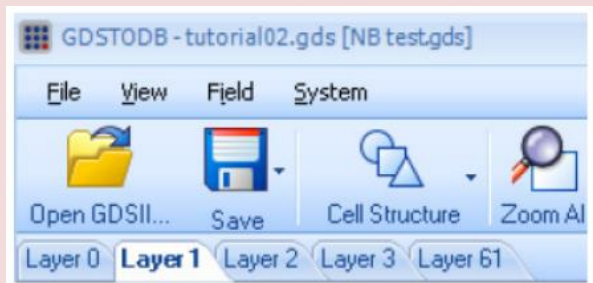 GDSTODB - tutorial02.gds [NB test.gds]
File View Field System
Open GDSII... Save Cell Structure Zoom Al
Layer 0 Layer 1 Layer 2 Layer 3 Layer 61